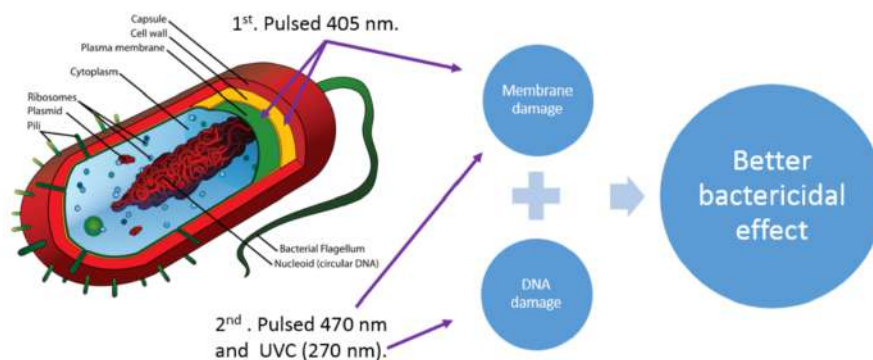 Capsule
Cell wall
Plasma membrane
Cytoplasm
Ribosomes
Plasmid
Pili
Bacterial Flagellum
Nucleoid (circular DNA)
1st. Pulsed 405 nm.
2nd . Pulsed 470 nm
and UVC (270 nm).
Membrane
damage
DNA
damage
Better
bactericidal
effect